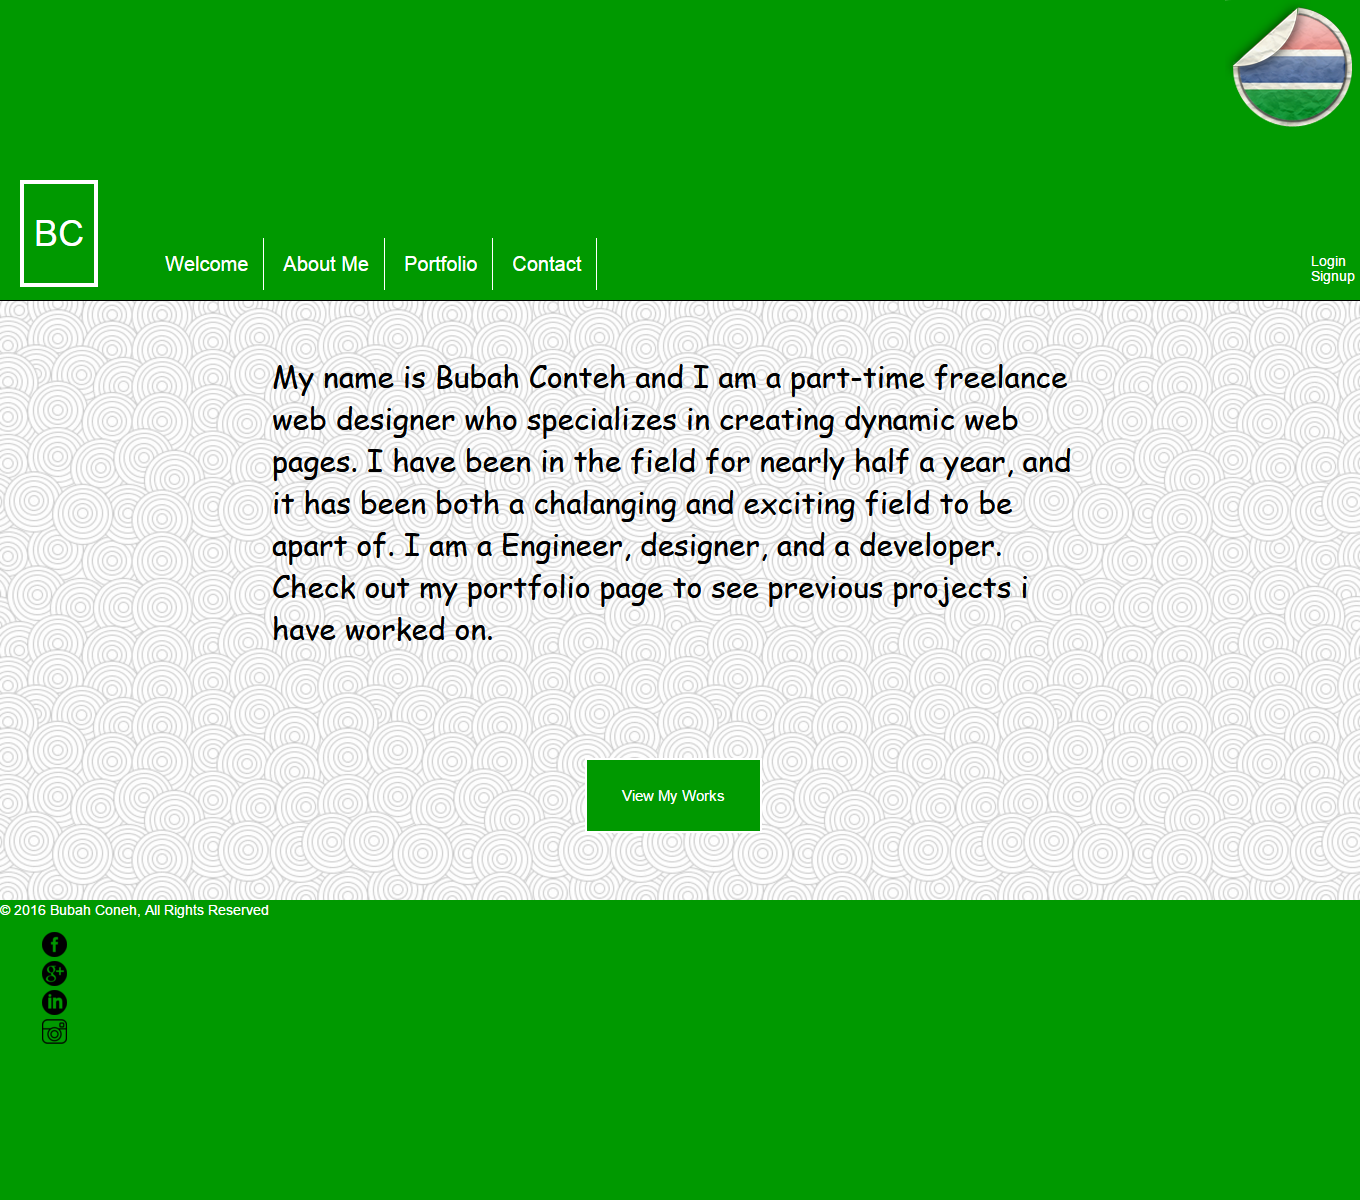 BC
Welcome
About Me
Portfolio
Contact
Login
Signup
My name is Bubah Conteh and I am a part-time freelance
web designer who specializes in creating dynamic web
pages. I have been in the field for nearly half a year, and
it has been both a chalanging and exciting field to be
apart of. I am a Engineer, designer, and a developer.
Check out my portfolio page to see previous projects i
have worked on.
View My Works
© 2016 Bubah Coneh, All Rights Reserved